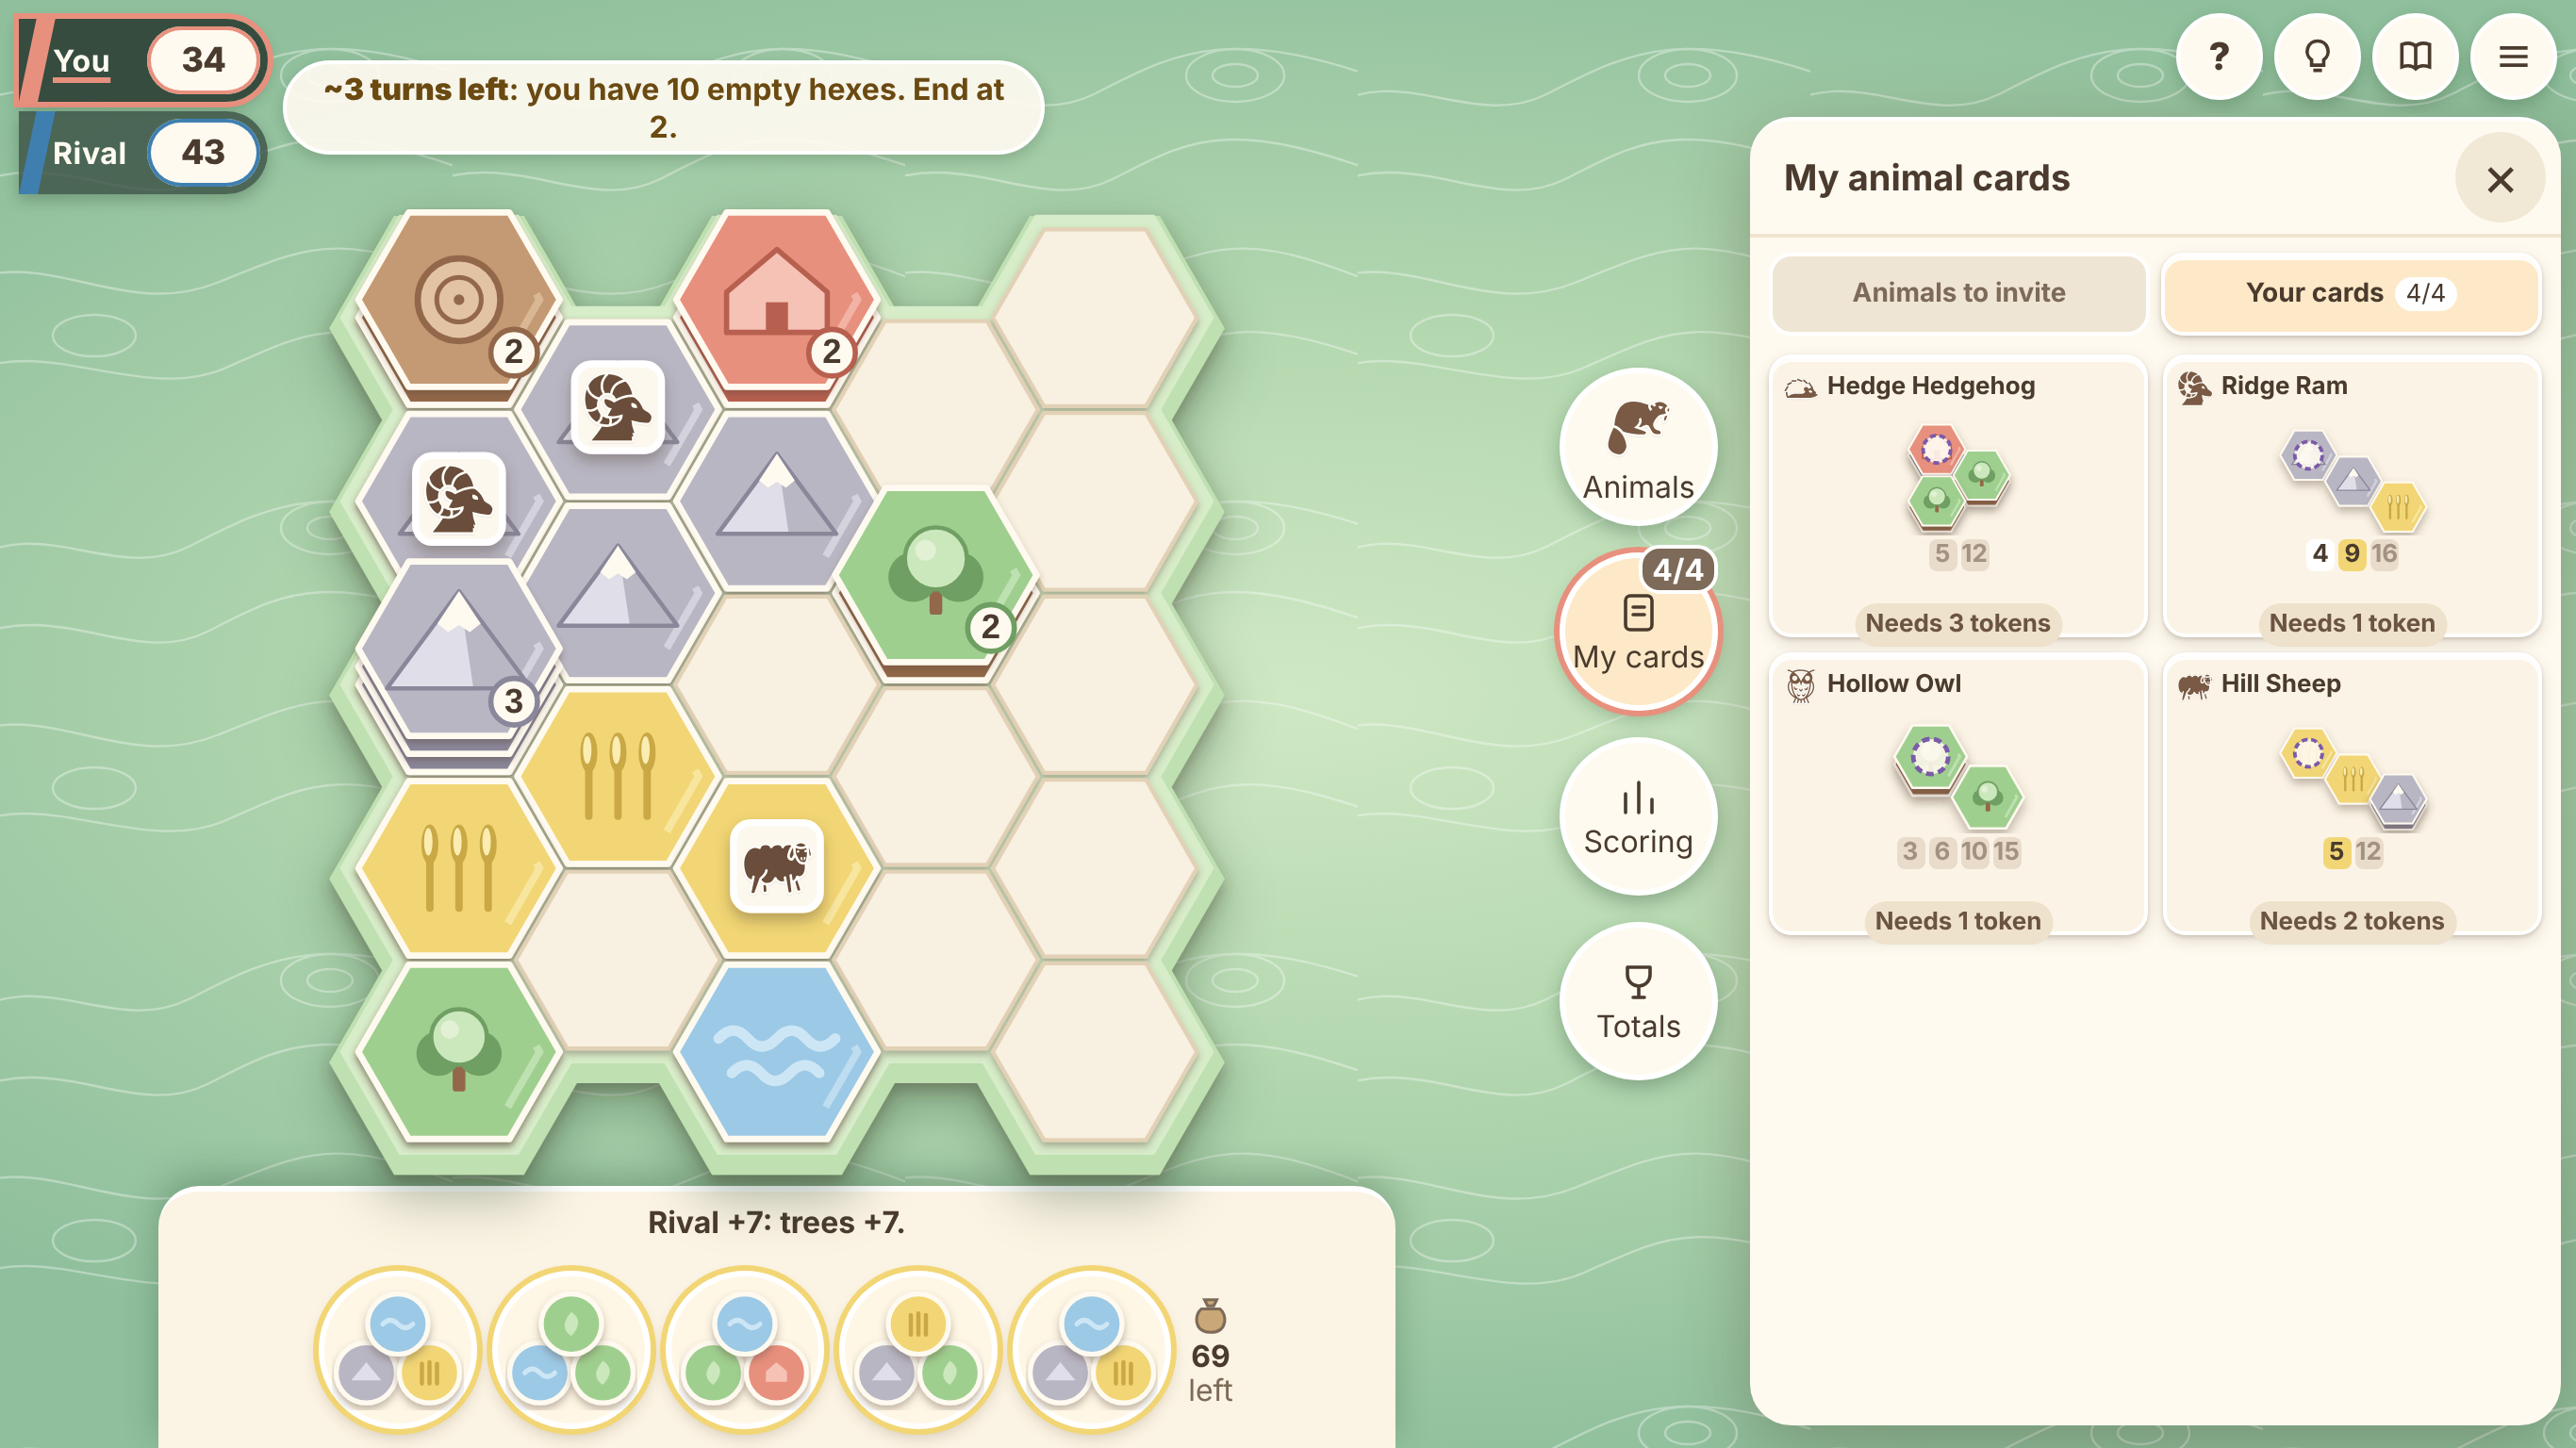 You 34
Rival 43
~3 turns left: you have 10 empty hexes. End at
2.
?
2
2
2
3
Animals
4/4
My cards
Scoring
Totals
My animal cards
Animals to invite
Your cards 4/4
Hedge Hedgehog
5 12
Needs 3 tokens
Ridge Ram
4 9 16
Needs 1 token
Hollow Owl
3 6 10 15
Needs 1 token
Hill Sheep
5 12
Needs 2 tokens
Rival +7: trees +7.
69
left